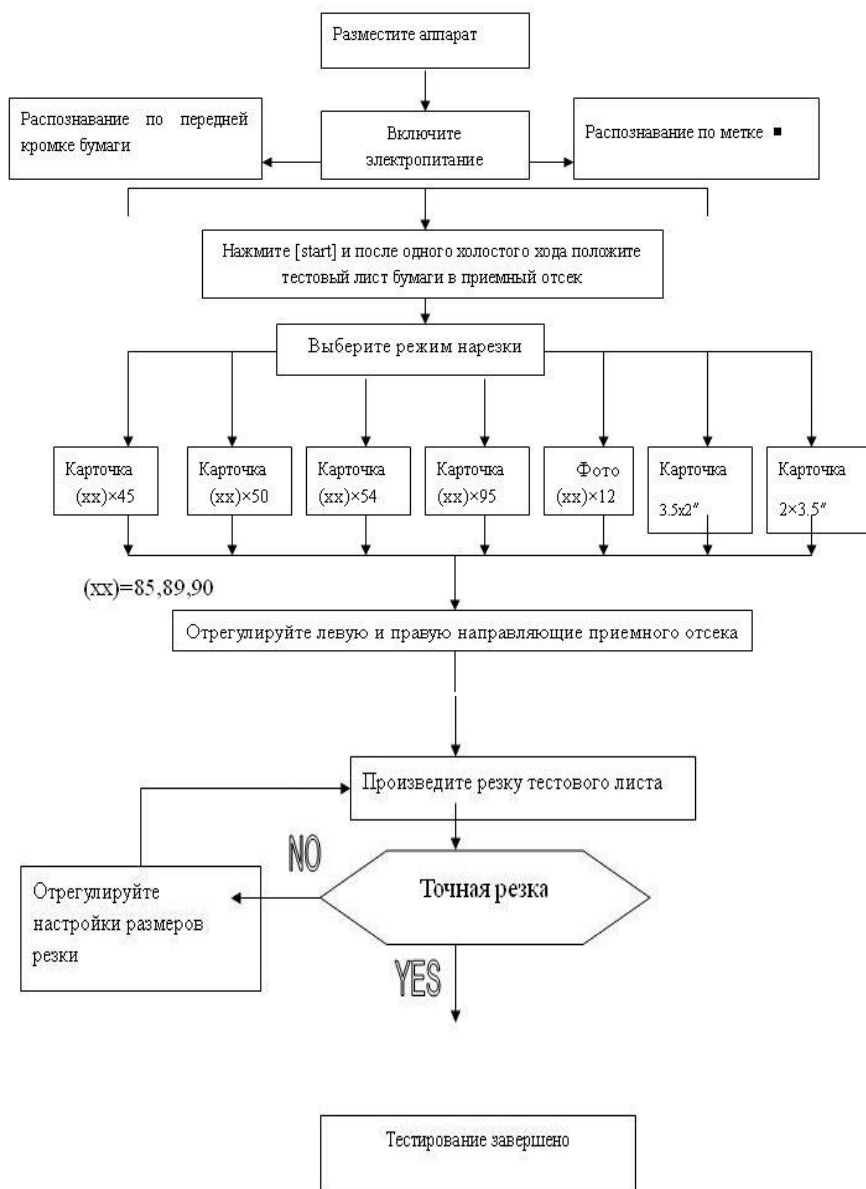 Разместите аппарат
Распознавание по передней
кромке бумаги
Включите
электропитание
Распознавание по метке ■
Нажмите [start] и после одного холостого хода положите
тестовый лист бумаги в приемный отсек
Выберите режим нарезки
Карточка
(xx)×45
Карточка
(xx)×50
Карточка
(xx)×54
Карточка
(xx)×95
Фото
(xx)×12
Карточка
3.5x2"
Карточка
2×3.5"
(xx)=85,89,90
Отрегулируйте левую и правую направляющие приемного отсека
Произведите резку тестового листа
NO
Точная резка
Отрегулируйте
настройки размеров
резки
YES
Тестирование завершено